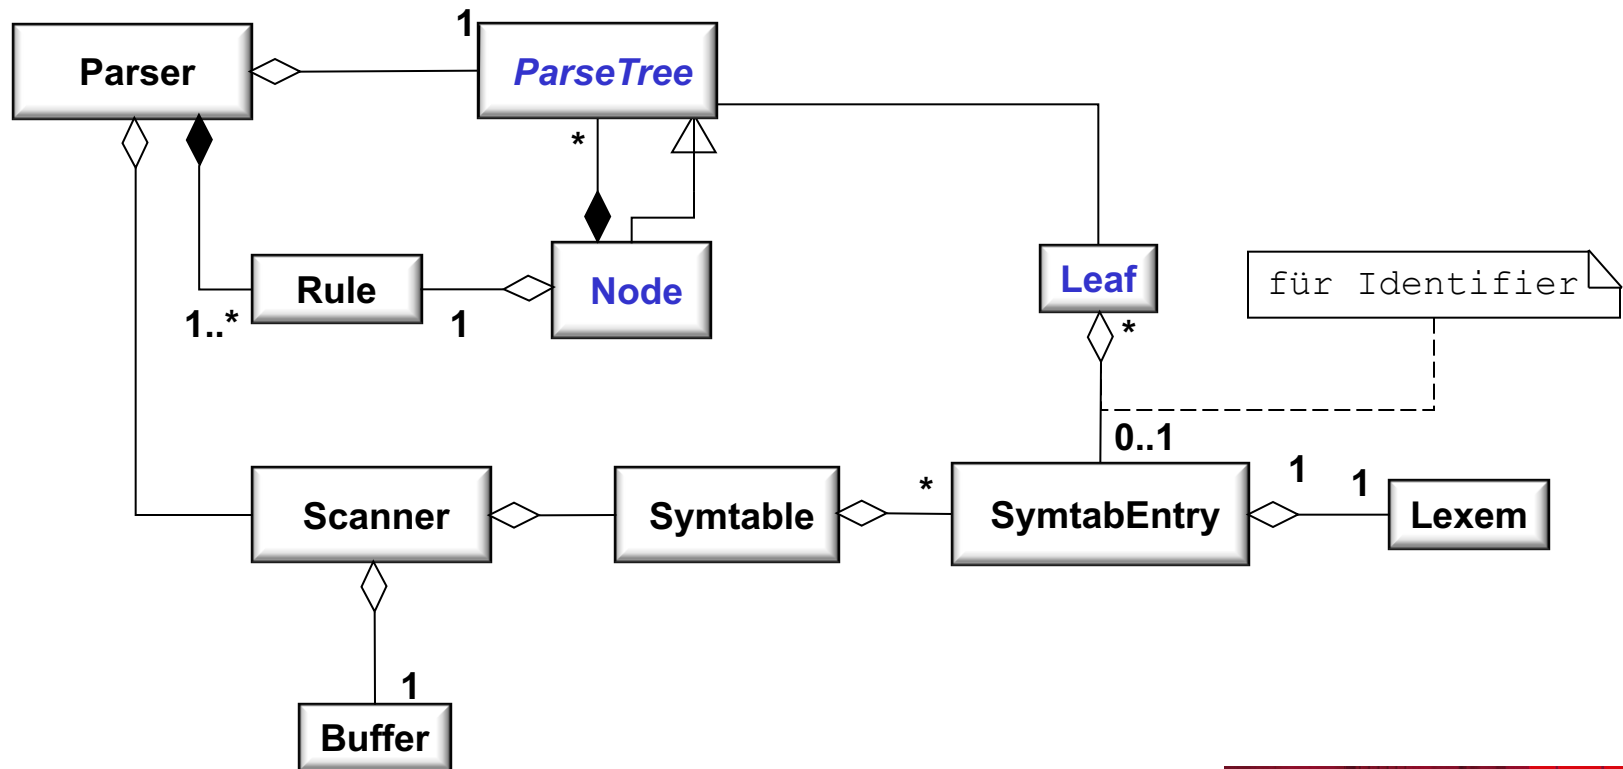 1
Parser
ParseTree
*
Rule
Node
Leaf
für Identifier
1..*
1
*
0..1
Scanner
Symtable
*
SymtabEntry
1
1
Lexem
1
Buffer